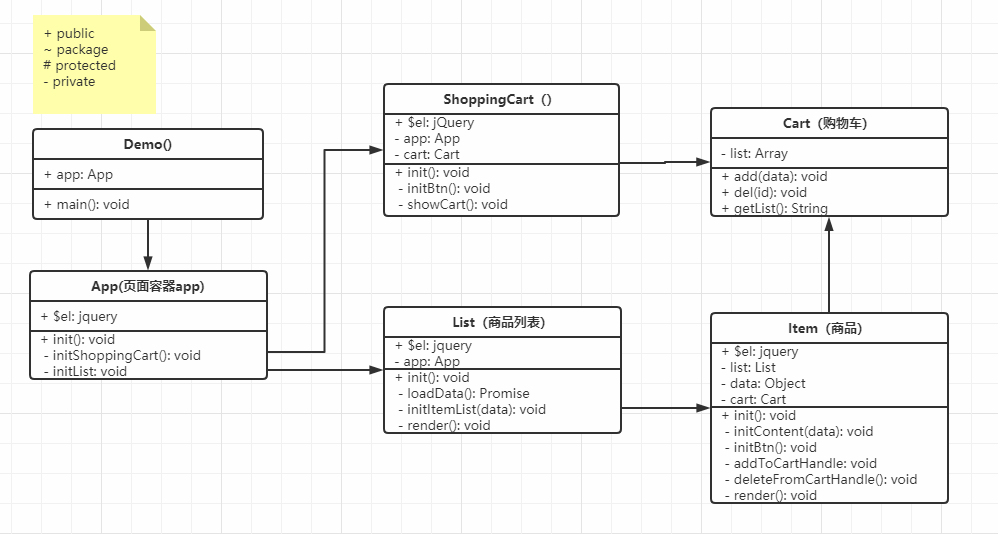 + public
~ package
# protected
- private
Demo()
+ app: App
+ main(): void
App(页面容器app)
+ $el: jquery
+ init(): void
- initShoppingCart(): void
- initList: void
ShoppingCart（）
+ $el: jQuery
- app: App
- cart: Cart
+ init(): void
- initBtn(): void
- showCart(): void
List（商品列表）
+ $el: jquery
- app: App
+ init(): void
- loadData(): Promise
- initItemList(data): void
- render(): void
Cart（购物车）
- list: Array
+ add(data): void
+ del(id): void
+ getList(): String
Item（商品）
+ $el: jquery
- list: List
- data: Object
- cart: Cart
+ init(): void
- initContent(data): void
- initBtn(): void
- addToCartHandle: void
- deleteFromCartHandle(): void
- render(): void